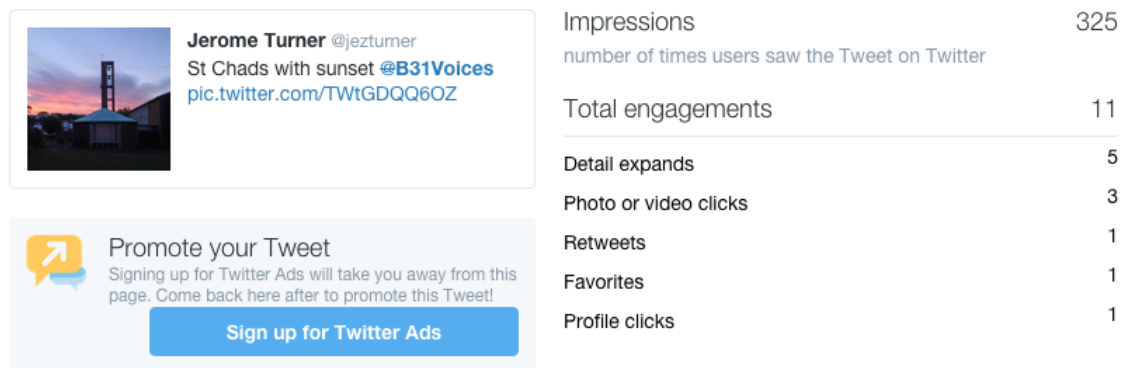 Jerome Turner @jezturner
St Chads with sunset @B31Voices
pic.twitter.com/TWtGDQQ6OZ
Promote your Tweet
Signing up for Twitter Ads will take you away from this
page. Come back here after to promote this Tweet!
Sign up for Twitter Ads
Impressions 325
number of times users saw the Tweet on Twitter
Total engagements 11
Detail expands 5
Photo or video clicks 3
Retweets 1
Favorites 1
Profile clicks 1